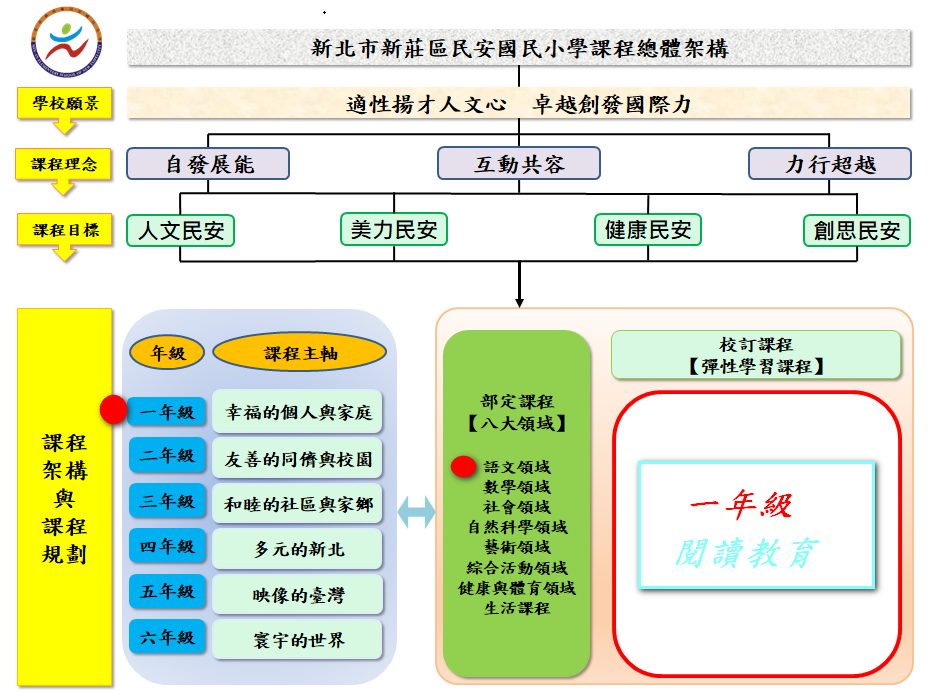 新北市新莊區民安國民小學課程總體架構
學校願景
適性揚才人文心 卓越創發國際力
課程理念
自發展能
互動共容
力行超越
課程目標
人文民安
美力民安
健康民安
創思民安
課程
架構
與
課程
規劃
年級
課程主軸
一年級
幸福的個人與家庭
二年級
友善的同儕與校園
三年級
和睦的社區與家鄉
四年級
多元的新北
五年級
映像的臺灣
六年級
寰宇的世界
部定課程
【八大領域】
語文領域
數學領域
社會領域
自然科學領域
藝術領域
綜合活動領域
健康與體育領域
生活課程
校訂課程
【彈性學習課程】
一年級
閱讀教育